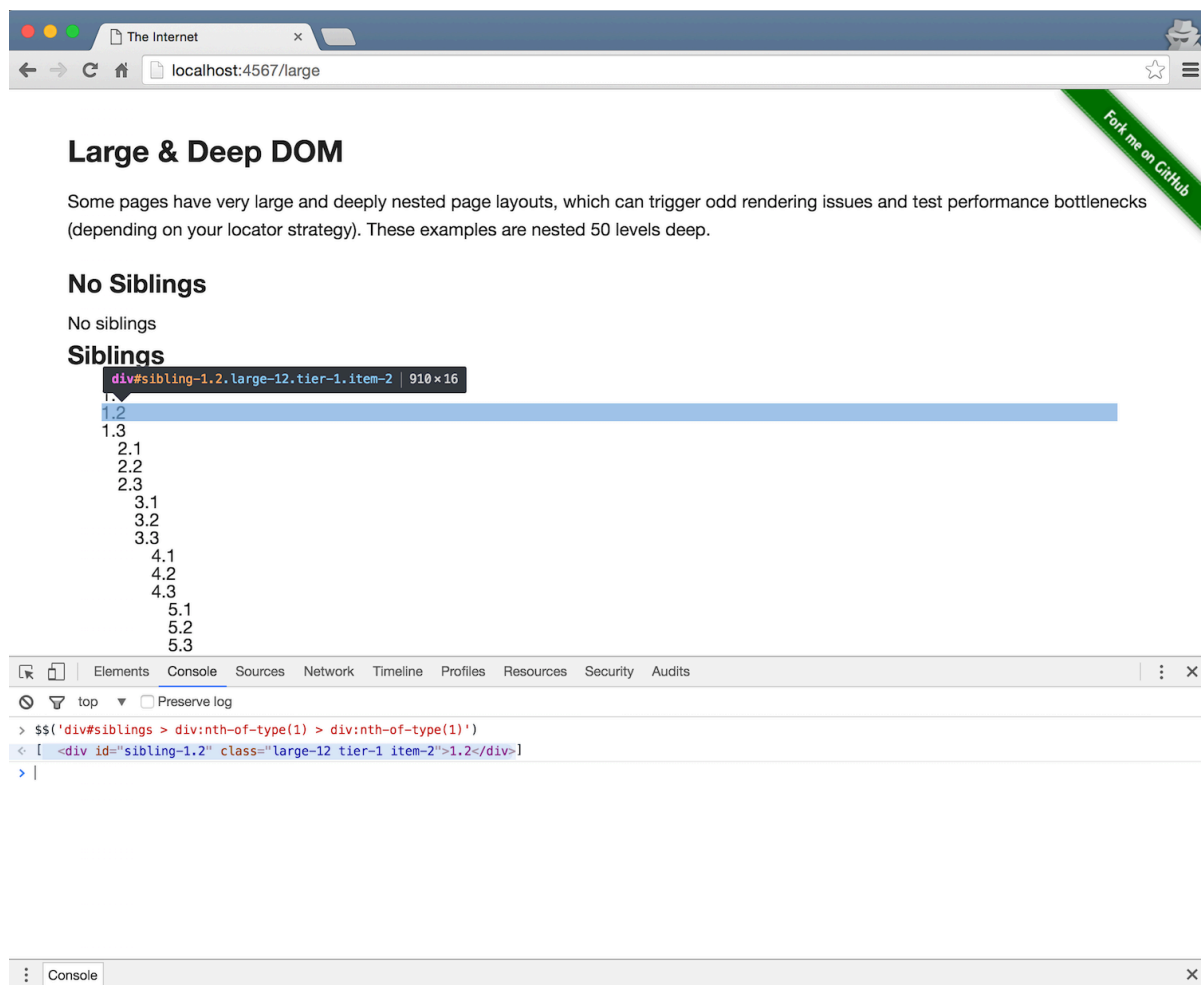 The Internet
localhost:4567/large
Fork me on GitHub
Large & Deep DOM
Some pages have very large and deeply nested page layouts, which can trigger odd rendering issues and test performance bottlenecks
(depending on your locator strategy). These examples are nested 50 levels deep.
No Siblings
No siblings
Siblings
div#sibling-1.2.large-12.tier-1.item-2 | 910×16
1.2
1.3
2.1
2.2
2.3
3.1
3.2
3.3
4.1
4.2
4.3
5.1
5.2
5.3
Elements Console Sources Network Timeline Profiles Resources Security Audits
top Preserve log
> $$('div#siblings > div:nth-of-type(1) > div:nth-of-type(1)')
[ <div id="sibling-1.2" class="large-12 tier-1 item-2">1.2</div>]
>
Console